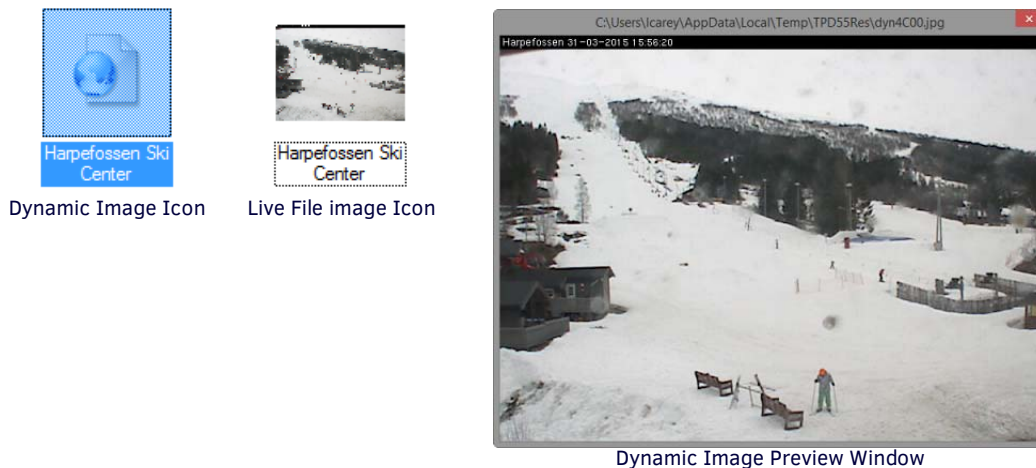 Harpefossen Ski
Center
Dynamic Image Icon
Harpefossen Ski
Center
Live File image Icon
C:\Users\lcarey\AppData\Local\Temp\TPD55Res\dyn4C00.jpg
x
Harpefossen 31-03-2015 15:56:20
Dynamic Image Preview Window